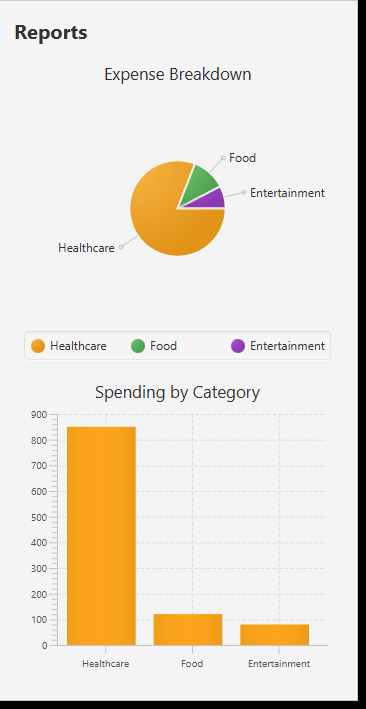 Reports
Expense Breakdown
Food
Entertainment
Healthcare
Healthcare Food Entertainment
Spending by Category
900
800
700
600
500
400
300
200
100
0
Healthcare Food Entertainment